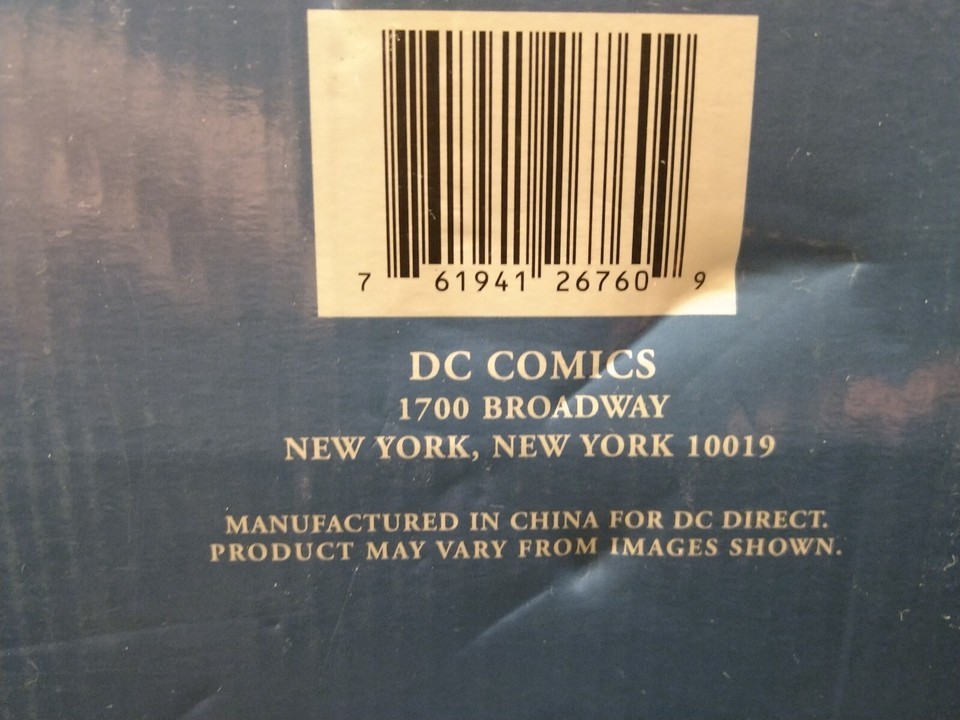 7 61941 26760 9
DC COMICS
1700 BROADWAY
NEW YORK, NEW YORK 10019
MANUFACTURED IN CHINA FOR DC DIRECT.
PRODUCT MAY VARY FROM IMAGES SHOWN.